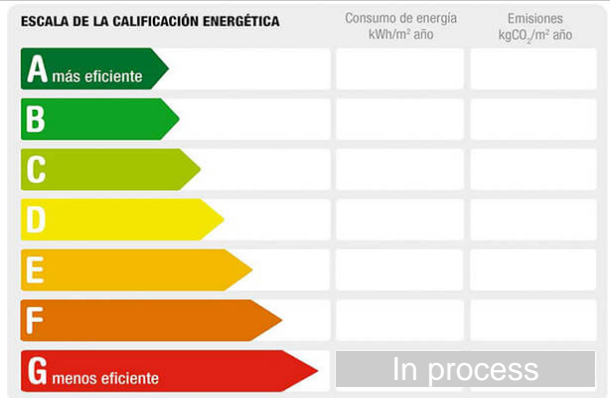 ESCALA DE LA CALIFICACIÓN ENERGÉTICA
Consumo de energía
kWh/m² año
Emisiones
kgCO₂/m² año
A más eficiente
B
C
D
E
F
G menos eficiente
In process